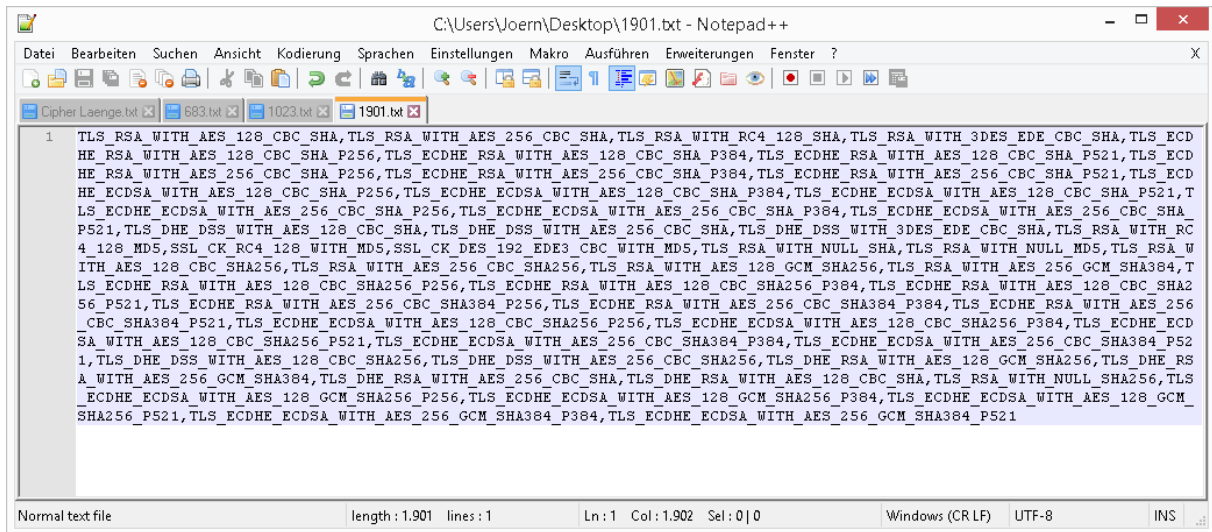 C:\Users\Joern\Desktop\1901.txt - Notepad++
Datei Bearbeiten Suchen Ansicht Kodierung Sprachen Einstellungen Makro Ausführen Erweiterungen Fenster ? X
Cipher Laenge.txt 683.txt 1023.txt 1901.txt
1 TLS_RSA_WITH_AES_128_CBC_SHA,TLS_RSA_WITH_AES_256_CBC_SHA,TLS_RSA_WITH_RC4_128_SHA,TLS_RSA_WITH_3DES_EDE_CBC_SHA,TLS_ECD
HE_RSA_WITH_AES_128_CBC_SHA_P256,TLS_ECDHE_RSA_WITH_AES_128_CBC_SHA_P384,TLS_ECDHE_RSA_WITH_AES_128_CBC_SHA_P521,TLS_ECD
HE_RSA_WITH_AES_256_CBC_SHA_P256,TLS_ECDHE_RSA_WITH_AES_256_CBC_SHA_P384,TLS_ECDHE_RSA_WITH_AES_256_CBC_SHA_P521,TLS_ECD
HE_ECDSA_WITH_AES_128_CBC_SHA_P256,TLS_ECDHE_ECDSA_WITH_AES_128_CBC_SHA_P384,TLS_ECDHE_ECDSA_WITH_AES_128_CBC_SHA_P521,T
LS_ECDHE_ECDSA_WITH_AES_256_CBC_SHA_P256,TLS_ECDHE_ECDSA_WITH_AES_256_CBC_SHA_P384,TLS_ECDHE_ECDSA_WITH_AES_256_CBC_SHA_
P521,TLS_DHE_DSS_WITH_AES_128_CBC_SHA,TLS_DHE_DSS_WITH_AES_256_CBC_SHA,TLS_DHE_DSS_WITH_3DES_EDE_CBC_SHA,TLS_RSA_WITH_RC
4_128_MD5,SSL_CK_RC4_128_WITH_MD5,SSL_CK_DES_192_EDE3_CBC_WITH_MD5,TLS_RSA_WITH_NULL_SHA,TLS_RSA_WITH_NULL_MD5,TLS_RSA_W
ITH_AES_128_CBC_SHA256,TLS_RSA_WITH_AES_256_CBC_SHA256,TLS_RSA_WITH_AES_128_GCM_SHA256,TLS_RSA_WITH_AES_256_GCM_SHA384,T
LS_ECDHE_RSA_WITH_AES_128_CBC_SHA256_P256,TLS_ECDHE_RSA_WITH_AES_128_CBC_SHA256_P384,TLS_ECDHE_RSA_WITH_AES_128_CBC_SHA2
56_P521,TLS_ECDHE_RSA_WITH_AES_256_CBC_SHA384_P256,TLS_ECDHE_RSA_WITH_AES_256_CBC_SHA384_P384,TLS_ECDHE_RSA_WITH_AES_256
_CBC_SHA384_P521,TLS_ECDHE_ECDSA_WITH_AES_128_CBC_SHA256_P256,TLS_ECDHE_ECDSA_WITH_AES_128_CBC_SHA256_P384,TLS_ECDHE_ECD
SA_WITH_AES_128_CBC_SHA256_P521,TLS_ECDHE_ECDSA_WITH_AES_256_CBC_SHA384_P384,TLS_ECDHE_ECDSA_WITH_AES_256_CBC_SHA384_P52
1,TLS_DHE_DSS_WITH_AES_128_CBC_SHA256,TLS_DHE_DSS_WITH_AES_256_CBC_SHA256,TLS_DHE_RSA_WITH_AES_128_GCM_SHA256,TLS_DHE_RS
A_WITH_AES_256_GCM_SHA384,TLS_DHE_RSA_WITH_AES_256_CBC_SHA,TLS_DHE_RSA_WITH_AES_128_CBC_SHA,TLS_RSA_WITH_NULL_SHA256,TLS
_ECDHE_ECDSA_WITH_AES_128_GCM_SHA256_P256,TLS_ECDHE_ECDSA_WITH_AES_128_GCM_SHA256_P384,TLS_ECDHE_ECDSA_WITH_AES_128_GCM_
SHA256_P521,TLS_ECDHE_ECDSA_WITH_AES_256_GCM_SHA384_P384,TLS_ECDHE_ECDSA_WITH_AES_256_GCM_SHA384_P521
Normal text file length : 1.901 lines : 1 Ln : 1 Col : 1.902 Sel : 0 | 0 Windows (CR LF) UTF-8 INS